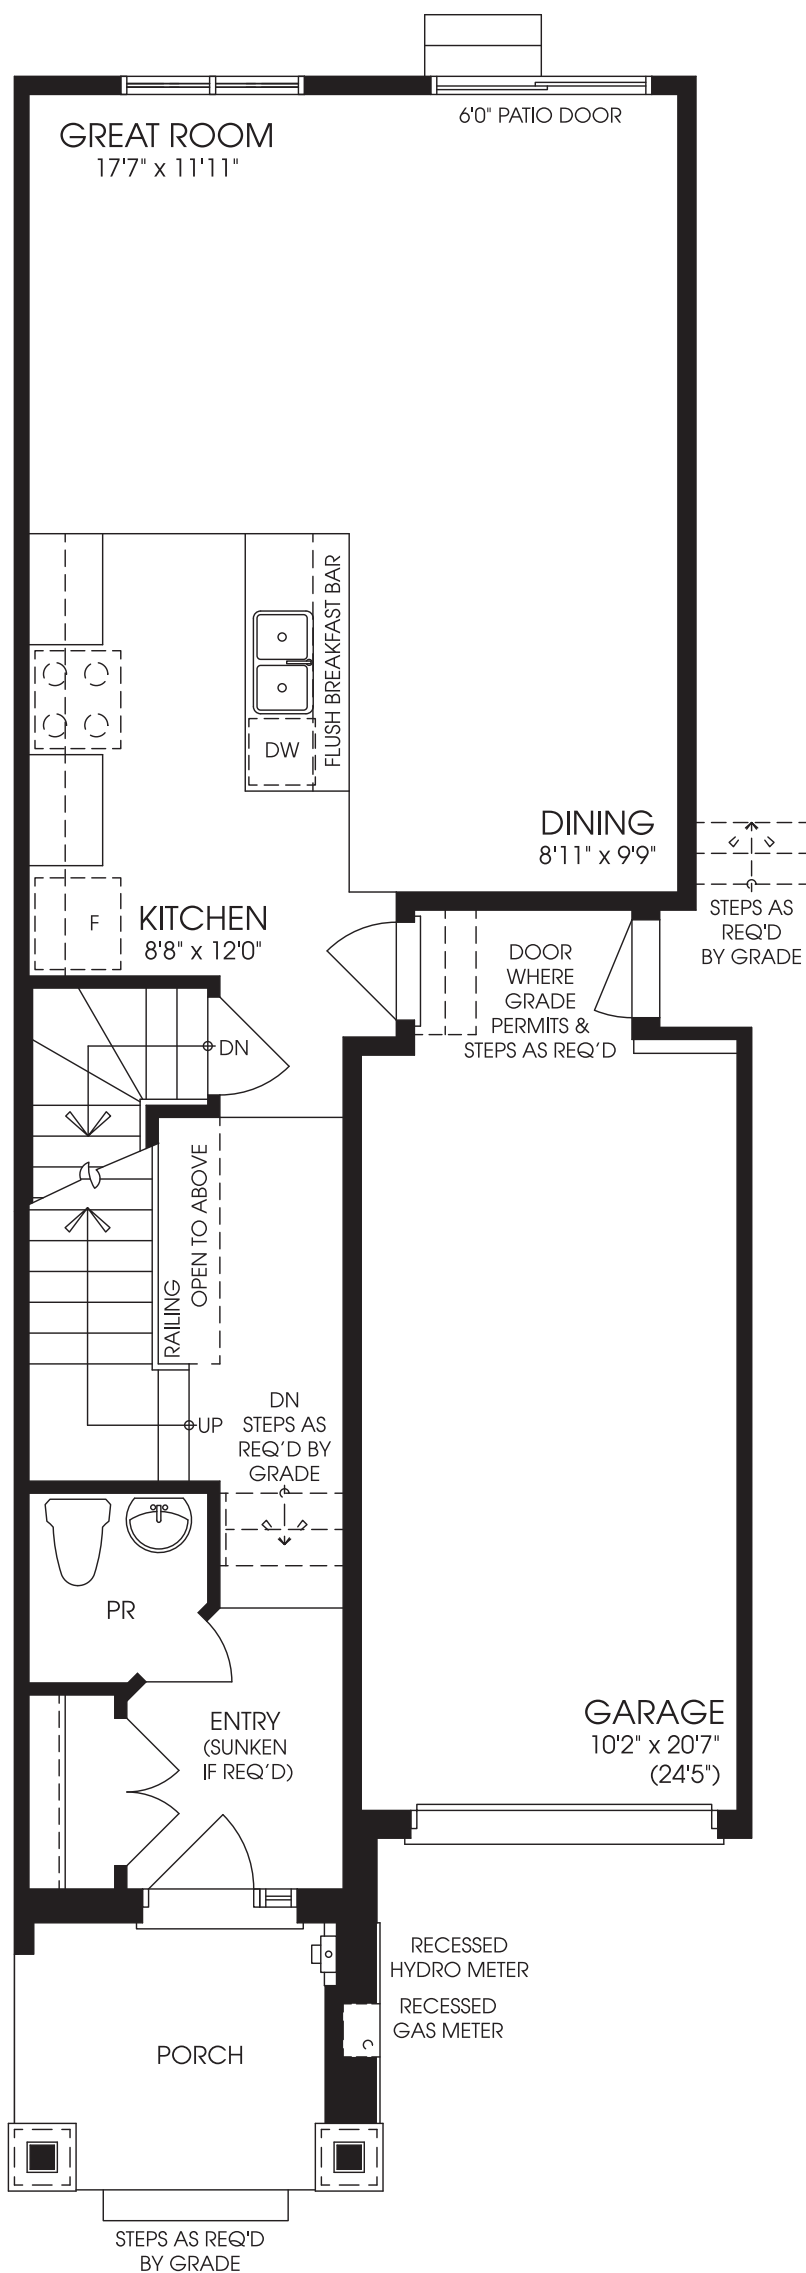 6'0" PATIO DOOR
GREAT ROOM
17'7" x 11'11"
FLUSH BREAKFAST BAR
DW
DINING
8'11" x 9'9"
F
KITCHEN
8'8" x 12'0"
STEPS AS
REQ'D
BY GRADE
DOOR
WHERE
GRADE
PERMITS &
STEPS AS REQ'D
DN
OPEN TO ABOVE
RAILING
UP
DN
STEPS AS
REQ'D BY
GRADE
PR
ENTRY
(SUNKEN
IF REQ'D)
GARAGE
10'2" x 20'7"
(24'5")
RECESSED
HYDRO METER
RECESSED
GAS METER
PORCH
STEPS AS REQ'D
BY GRADE